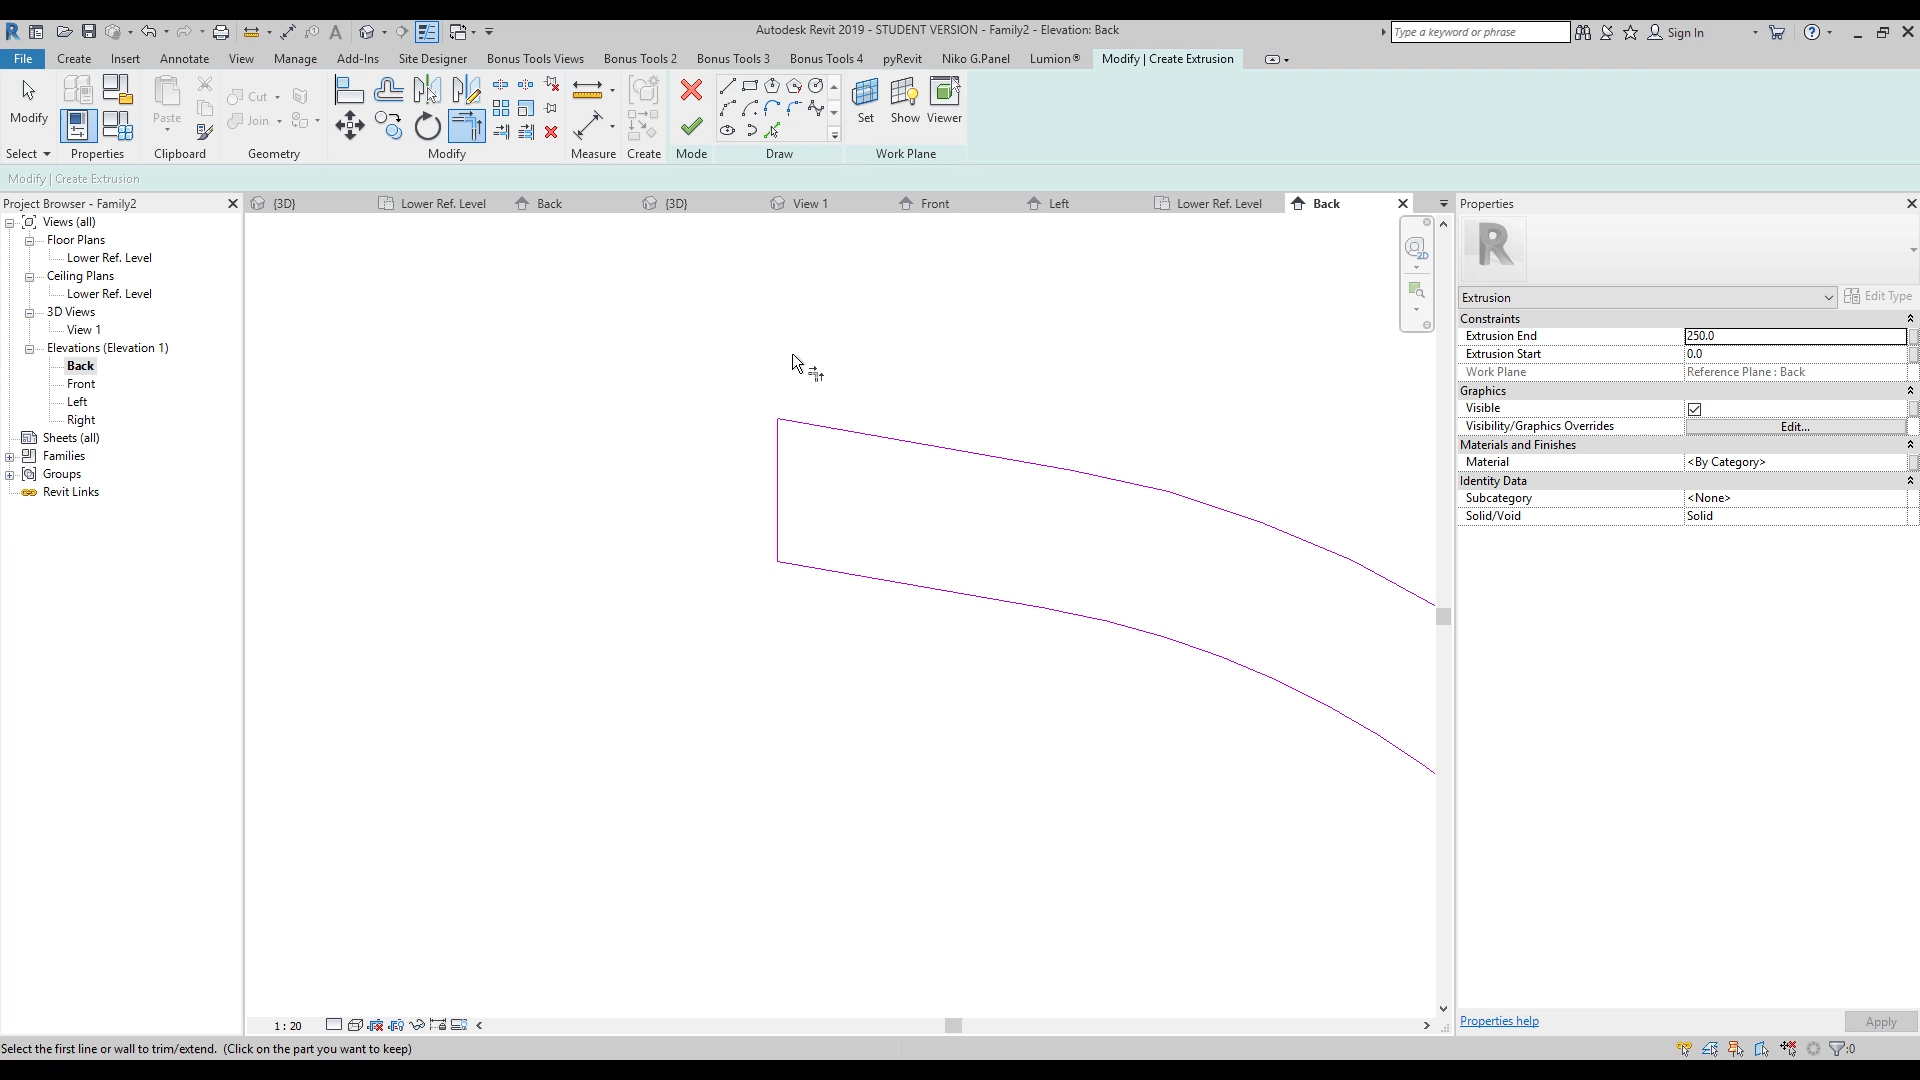 Autodesk Revit 2019 - STUDENT VERSION - Family2 - Elevation: Back
Type a keyword or phrase
Sign In
File Create Insert Annotate View Manage Add-Ins Site Designer Bonus Tools Views Bonus Tools 2 Bonus Tools 3 Bonus Tools 4 pyRevit Niko G.Panel Lumion® Modify | Create Extrusion
Modify
Paste
Cut
Join
Set Show Viewer
Select Properties Clipboard Geometry Modify Measure Create Mode Draw Work Plane
Modify | Create Extrusion
Project Browser - Family2
Views (all)
Floor Plans
Lower Ref. Level
Ceiling Plans
Lower Ref. Level
3D Views
View 1
Elevations (Elevation 1)
Back
Front
Left
Right
Sheets (all)
Families
Groups
Revit Links
{3D} Lower Ref. Level Back {3D} View 1 Front Left Lower Ref. Level Back
2D
Properties
R
Extrusion
Edit Type
Constraints
Extrusion End 250.0
Extrusion Start 0.0
Work Plane Reference Plane : Back
Graphics
Visible
Visibility/Graphics Overrides Edit...
Materials and Finishes
Material <By Category>
Identity Data
Subcategory <None>
Solid/Void Solid
Properties help
Apply
1 : 20
Select the first line or wall to trim/extend. (Click on the part you want to keep)
:0